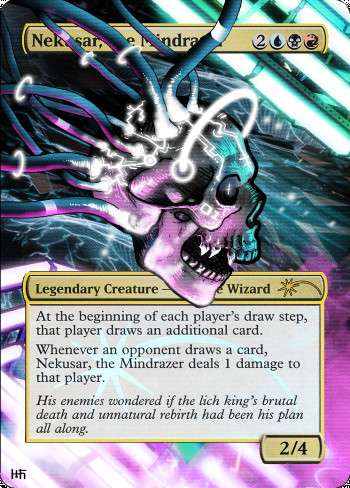 Nekusar, the Mindrazer 2
Legendary Creature — Wizard
At the beginning of each player's draw step,
that player draws an additional card.
Whenever an opponent draws a card,
Nekusar, the Mindrazer deals 1 damage to
that player.
His enemies wondered if the lich king's brutal
death and unnatural rebirth had been his plan
all along.
2/4